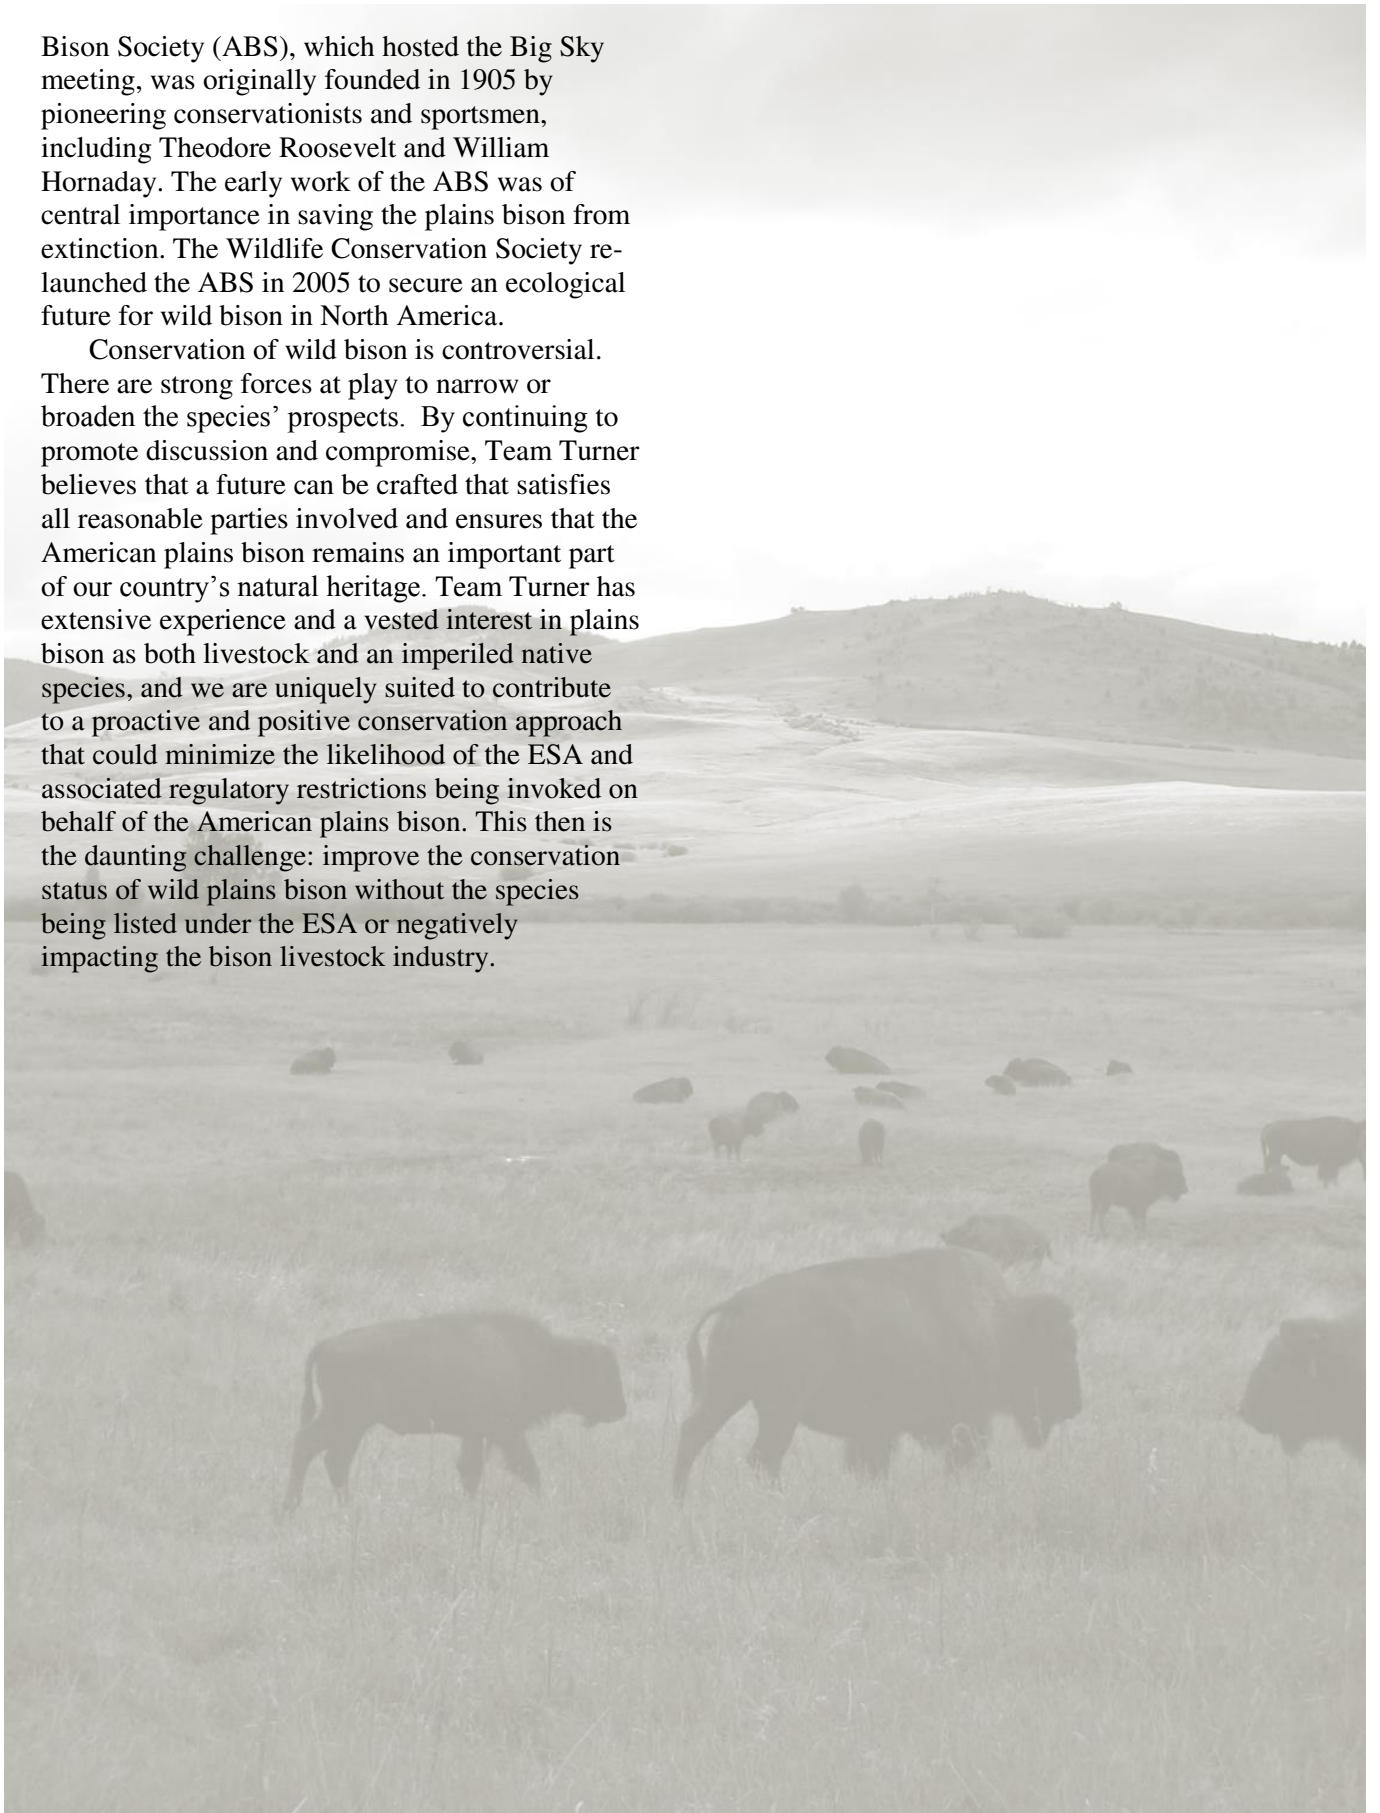 Bison Society (ABS), which hosted the Big Sky
meeting, was originally founded in 1905 by
pioneering conservationists and sportsmen,
including Theodore Roosevelt and William
Hornaday. The early work of the ABS was of
central importance in saving the plains bison from
extinction. The Wildlife Conservation Society re-
launched the ABS in 2005 to secure an ecological
future for wild bison in North America.
Conservation of wild bison is controversial.
There are strong forces at play to narrow or
broaden the species’ prospects.  By continuing to
promote discussion and compromise, Team Turner
believes that a future can be crafted that satisfies
all reasonable parties involved and ensures that the
American plains bison remains an important part
of our country’s natural heritage. Team Turner has
extensive experience and a vested interest in plains
bison as both livestock and an imperiled native
species, and we are uniquely suited to contribute
to a proactive and positive conservation approach
that could minimize the likelihood of the ESA and
associated regulatory restrictions being invoked on
behalf of the American plains bison. This then is
the daunting challenge: improve the conservation
status of wild plains bison without the species
being listed under the ESA or negatively
impacting the bison livestock industry.